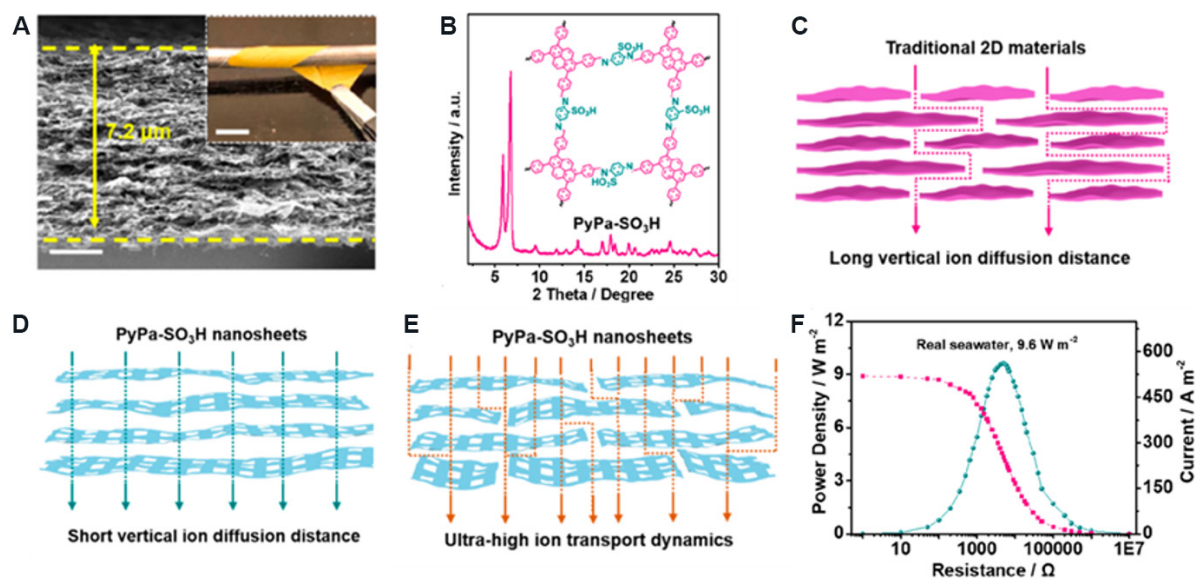 A
7.2 μm
B
Intensity / a.u.
SO₃H
N
N
N
SO₃H
N
N
SO₃H
N
N
N
HO₃S
PyPa-SO₃H
5 10 15 20 25 30
2 Theta / Degree
C
Traditional 2D materials
Long vertical ion diffusion distance
D
PyPa-SO₃H nanosheets
Short vertical ion diffusion distance
E
PyPa-SO₃H nanosheets
Ultra-high ion transport dynamics
F
Real seawater, 9.6 W m⁻²
Power Density / W m⁻²
12
9
6
3
0
600
450
300
150
0
Current / A m⁻²
10 1000 100000 1E7
Resistance / Ω